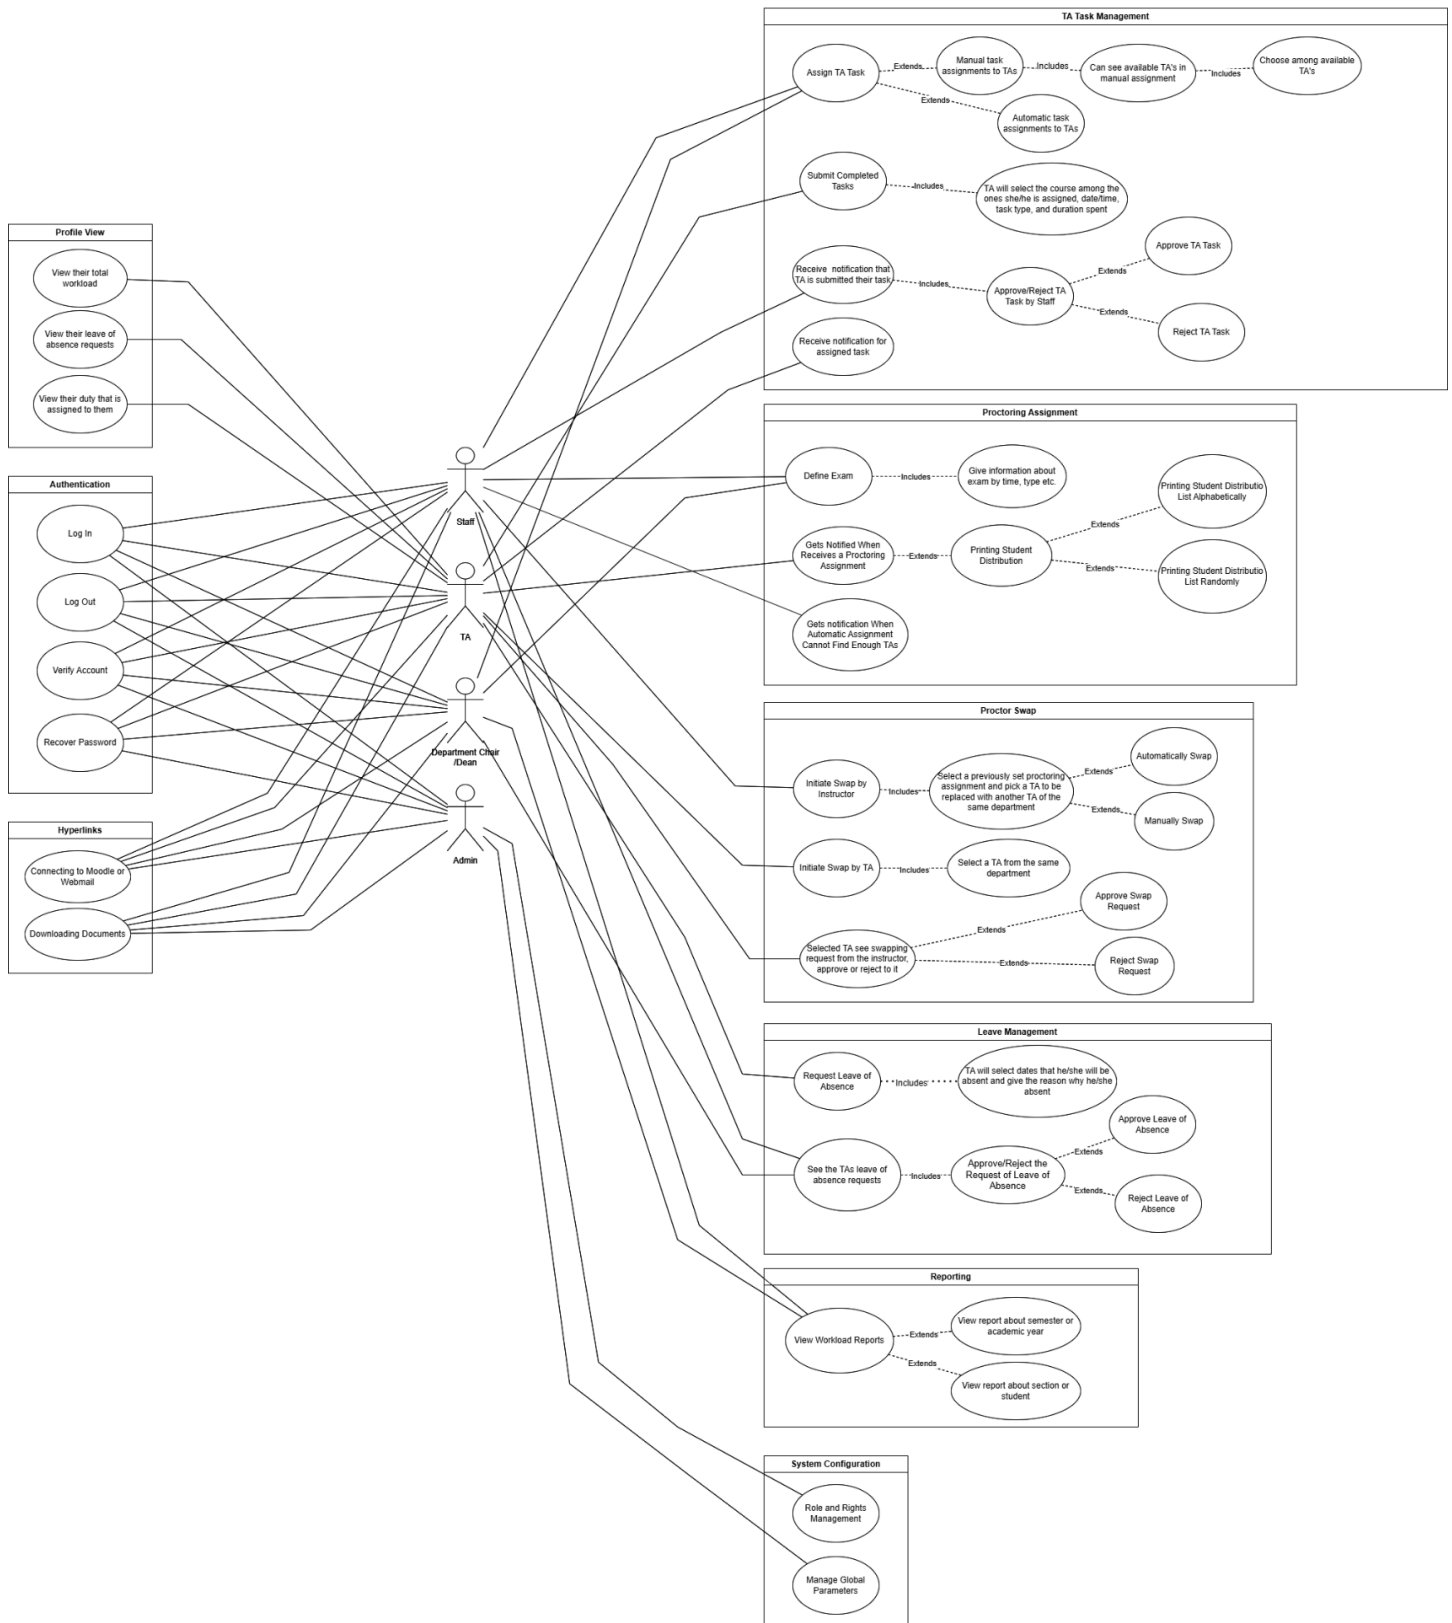 TA Task Management
Assign TA Task
Extends
Manual task
assignments to TAs
Includes
Can see available TA's in
manual assignment
Includes
Choose among available
TA's
Extends
Automatic task
assignments to TAs
Submit Completed
Tasks
Includes
TA will select the course among the
ones she/he is assigned, date/time,
task type, and duration spent
Receive notification that
TA is submitted their task
Includes
Approve/Reject TA
Task by Staff
Extends
Approve TA Task
Extends
Reject TA Task
Receive notification for
assigned task
Profile View
View their total
workload
View their leave of
absence requests
View their duty that is
assigned to them
Authentication
Log In
Log Out
Verify Account
Recover Password
Hyperlinks
Connecting to Moodle or
Webmail
Downloading Documents
Staff
TA
Department Chair
/Dean
Admin
Proctoring Assignment
Define Exam
Includes
Give information about
exam by time, type etc.
Gets Notified When
Receives a Proctoring
Assignment
Extends
Printing Student
Distribution
Extends
Printing Student Distributio
List Alphabetically
Extends
Printing Student Distributio
List Randomly
Gets notification When
Automatic Assignment
Cannot Find Enough TAs
Proctor Swap
Initiate Swap by
Instructor
Includes
Select a previously set proctoring
assignment and pick a TA to be
replaced with another TA of the
same department
Extends
Automatically Swap
Extends
Manually Swap
Initiate Swap by TA
Includes
Select a TA from the same
department
Selected TA see swapping
request from the instructor,
approve or reject to it
Extends
Approve Swap
Request
Extends
Reject Swap
Request
Leave Management
Request Leave of
Absence
Includes
TA will select dates that he/she will be
absent and give the reason why he/she
absent
See the TAs leave of
absence requests
Includes
Approve/Reject the
Request of Leave of
Absence
Extends
Approve Leave of
Absence
Extends
Reject Leave of
Absence
Reporting
View Workload Reports
Extends
View report about semester or
academic year
Extends
View report about section or
student
System Configuration
Role and Rights
Management
Manage Global
Parameters